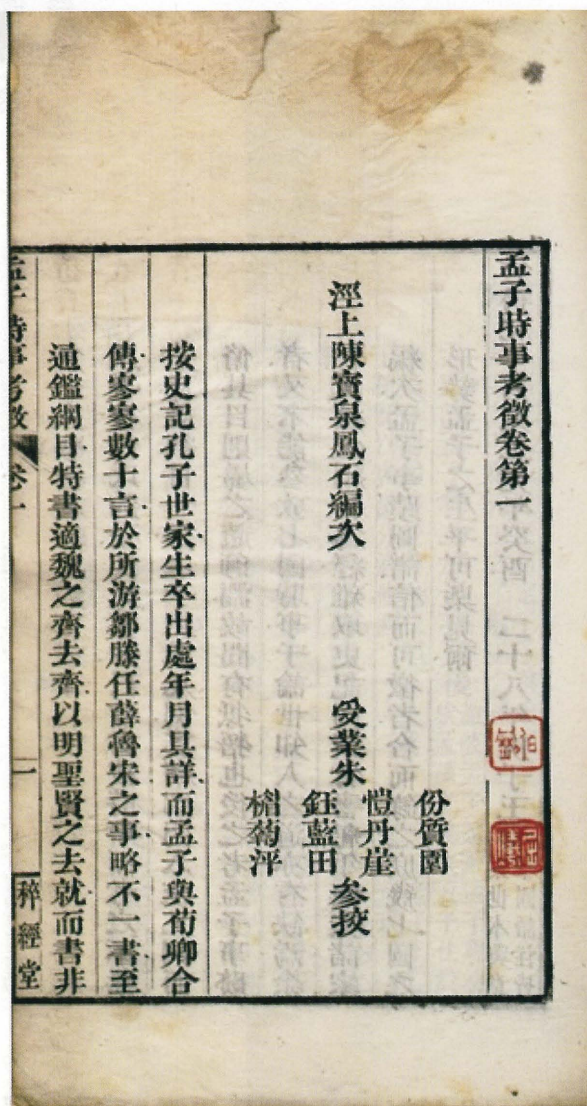 孟子時事考徵卷第一
涇上陳寶泉鳳石編次
受業朱
份質園
愷丹崖
鈺藍田
榗菊泙
參挍
按史記孔子世家生卒出處年月具詳而孟子與荀卿合
傳寥寥數十言於所游鄒滕任薛魯宋之事略不一書至
通鑑綱目特書適魏之齊去齊以明聖賢之去就而書非
孟子時事考徵
卷一
一
稡經堂